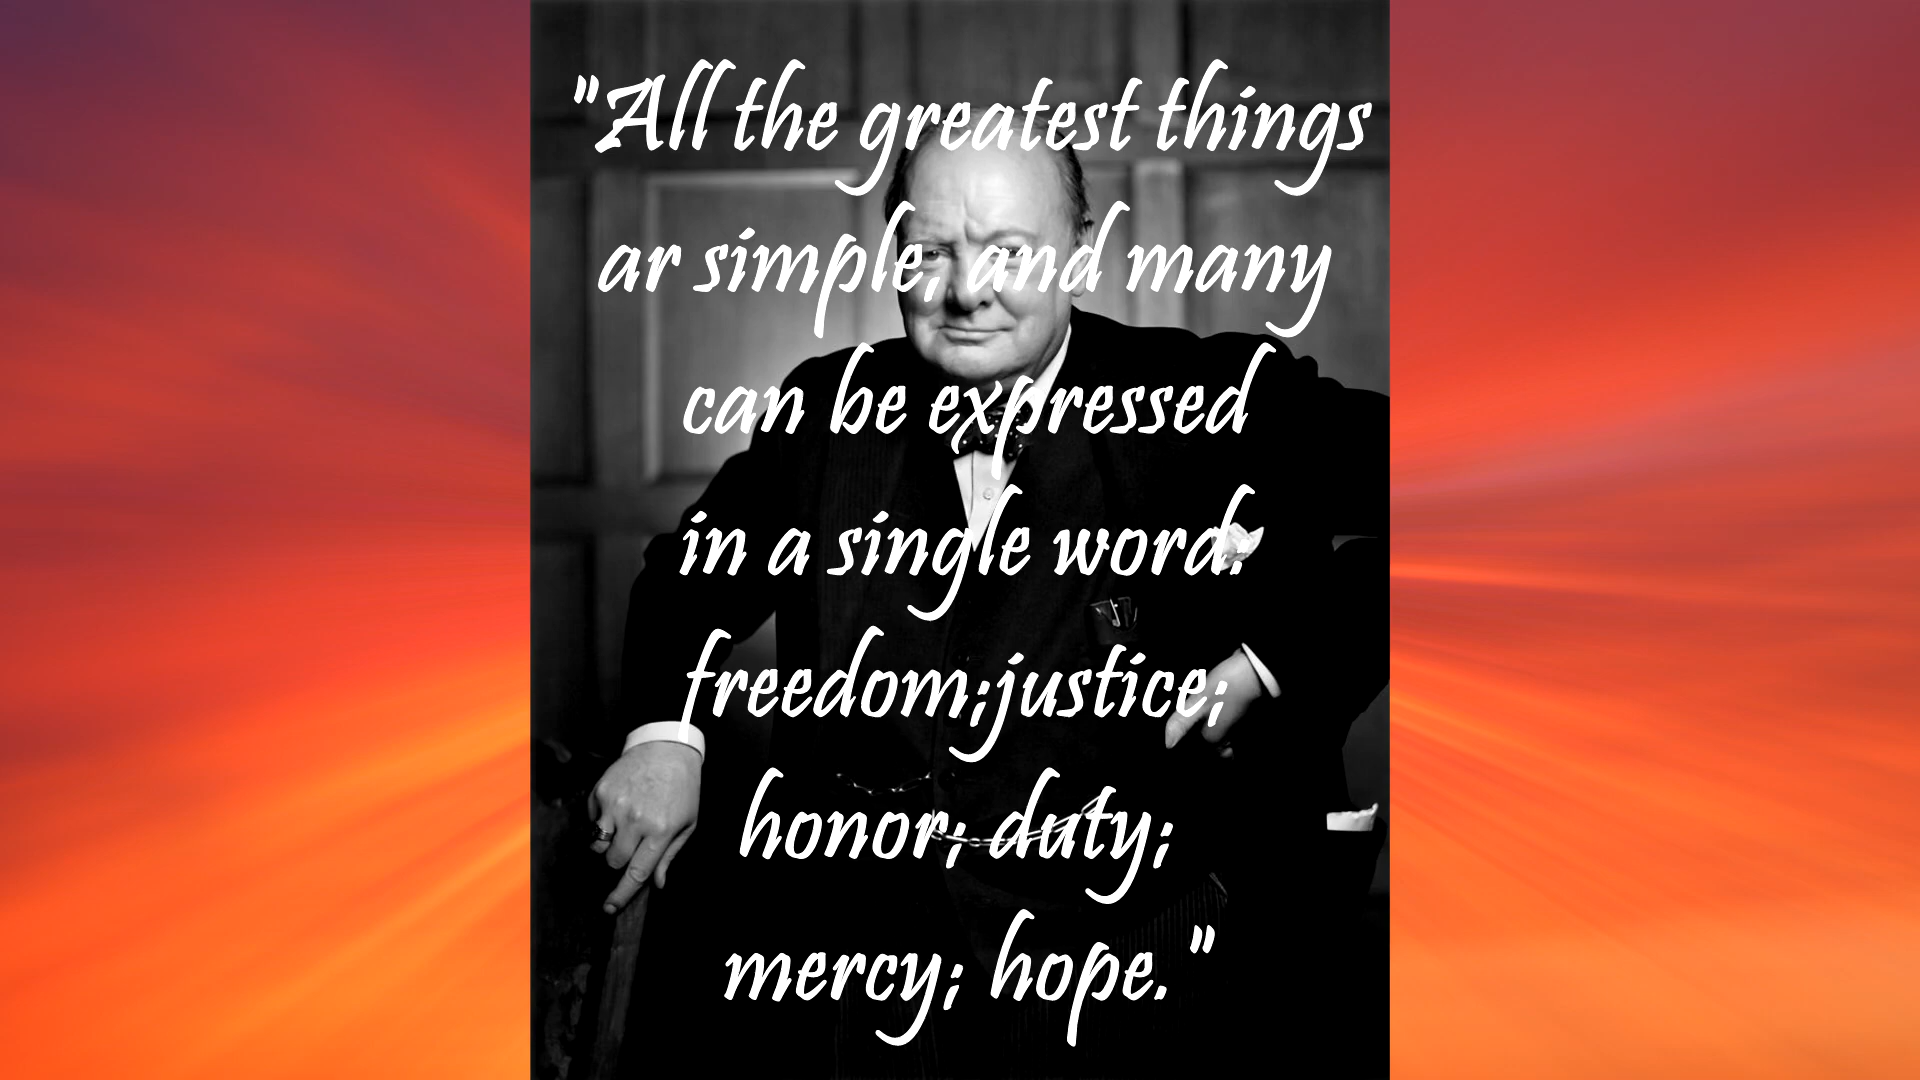 "All the greatest things
ar simple, and many
can be expressed
in a single word:
freedom;justice;
honor; duty;
mercy; hope."